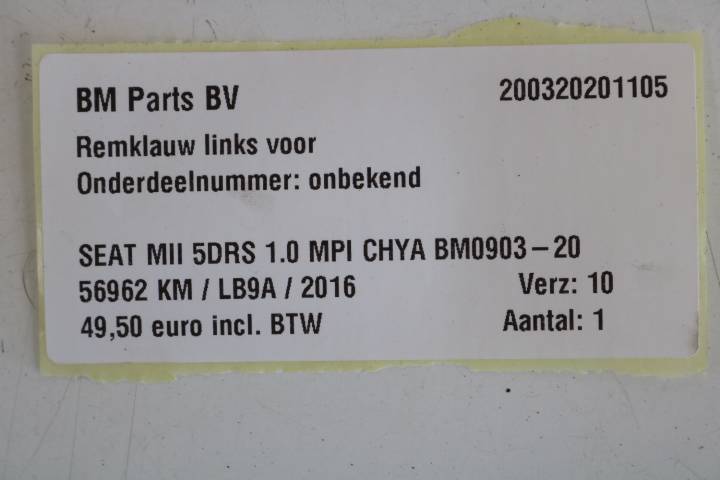 BM Parts BV 200320201105
Remklauw links voor
Onderdeelnummer: onbekend
SEAT MII 5DRS 1.0 MPI CHYA BM0903-20
56962 KM / LB9A / 2016 Verz: 10
49,50 euro incl. BTW Aantal: 1